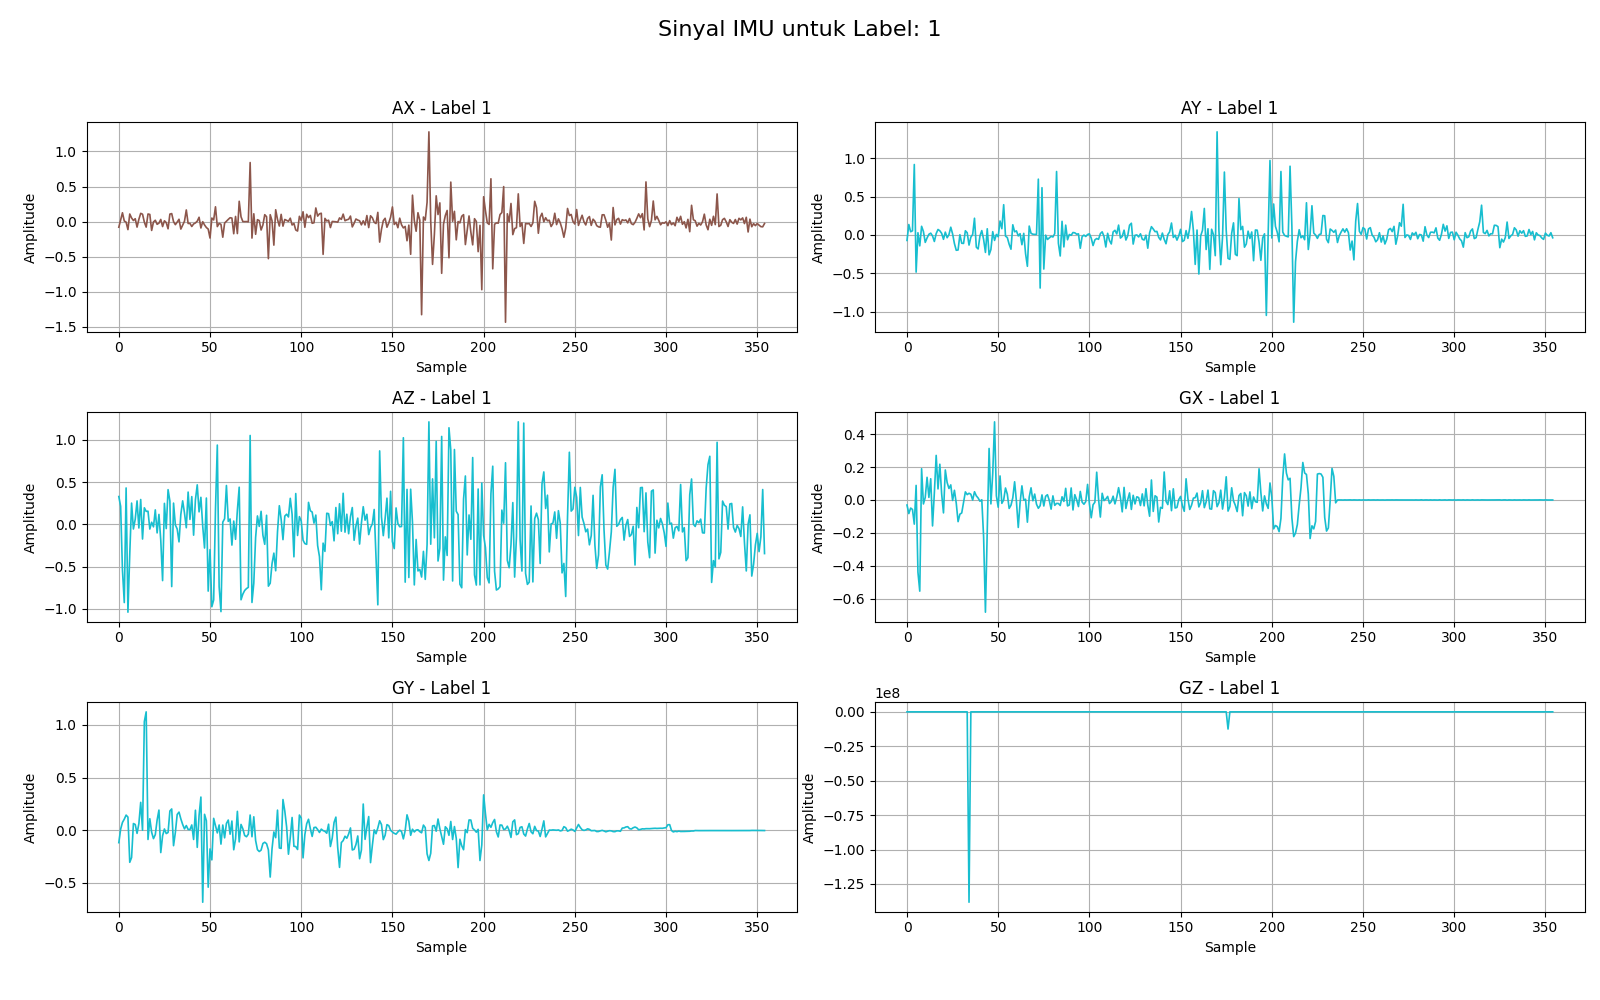 Sinyal IMU untuk Label: 1
AX - Label 1
Amplitude
1.0
0.5
0.0
−0.5
−1.0
−1.5
0 50 100 150 200 250 300 350
Sample
AY - Label 1
Amplitude
1.0
0.5
0.0
−0.5
−1.0
0 50 100 150 200 250 300 350
Sample
AZ - Label 1
Amplitude
1.0
0.5
0.0
−0.5
−1.0
0 50 100 150 200 250 300 350
Sample
GX - Label 1
Amplitude
0.4
0.2
0.0
−0.2
−0.4
−0.6
0 50 100 150 200 250 300 350
Sample
GY - Label 1
Amplitude
1.0
0.5
0.0
−0.5
0 50 100 150 200 250 300 350
Sample
GZ - Label 1
1e8
Amplitude
0.00
−0.25
−0.50
−0.75
−1.00
−1.25
0 50 100 150 200 250 300 350
Sample